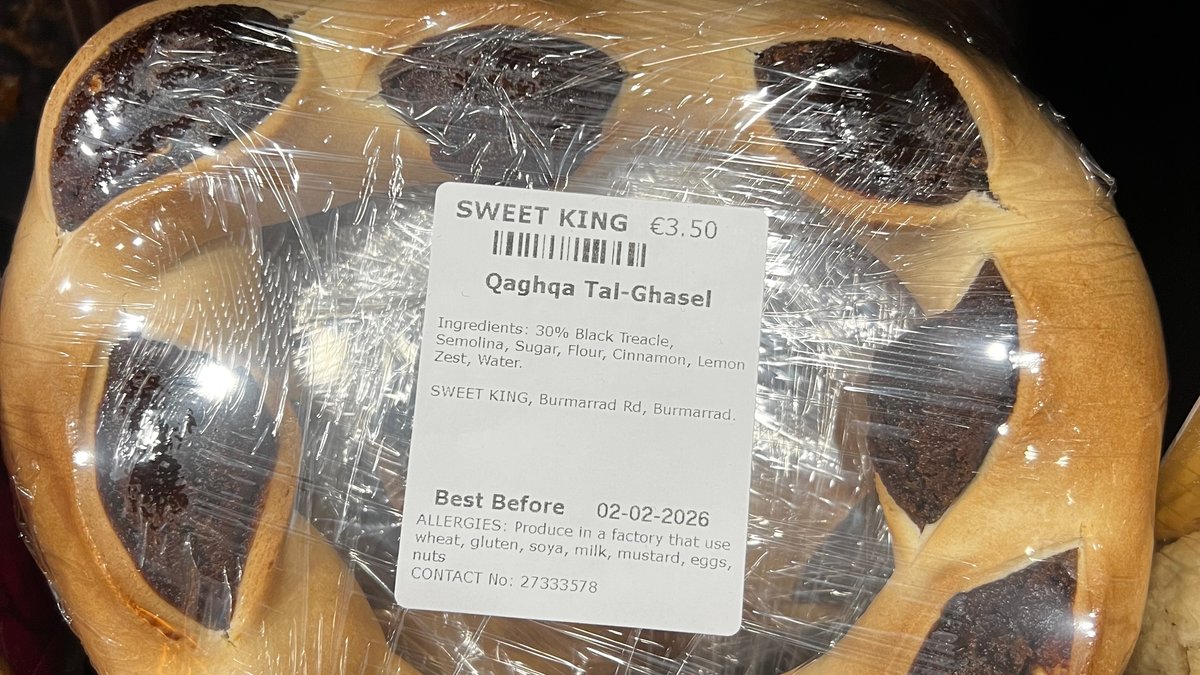 SWEET KING €3.50
Qaghqa Tal-Ghasel
Ingredients: 30% Black Treacle,
Semolina, Sugar, Flour, Cinnamon, Lemon
Zest, Water.
SWEET KING, Burmarrad Rd, Burmarrad.
Best Before 02-02-2026
ALLERGIES: Produce in a factory that use
wheat, gluten, soya, milk, mustard, eggs,
nuts
CONTACT No: 27333578